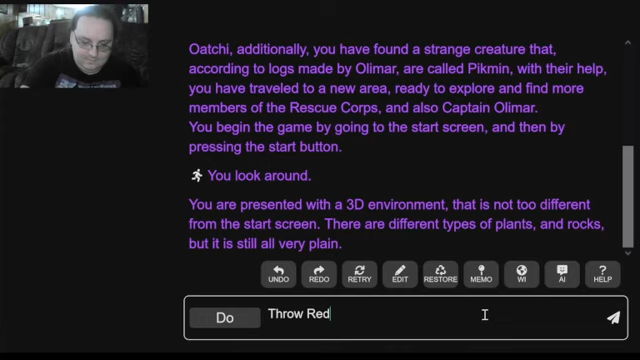 Oatchi, additionally, you have found a strange creature that,
according to logs made by Olimar, are called Pikmin, with their help,
you have traveled to a new area, ready to explore and find more
members of the Rescue Corps, and also Captain Olimar.
You begin the game by going to the start screen, and then by
pressing the start button.
You look around.
You are presented with a 3D environment, that is not too different
from the start screen. There are different types of plants, and rocks,
but it is still all very plain.
UNDO REDO RETRY EDIT RESTORE MEMO WI AI HELP
Do Throw Red